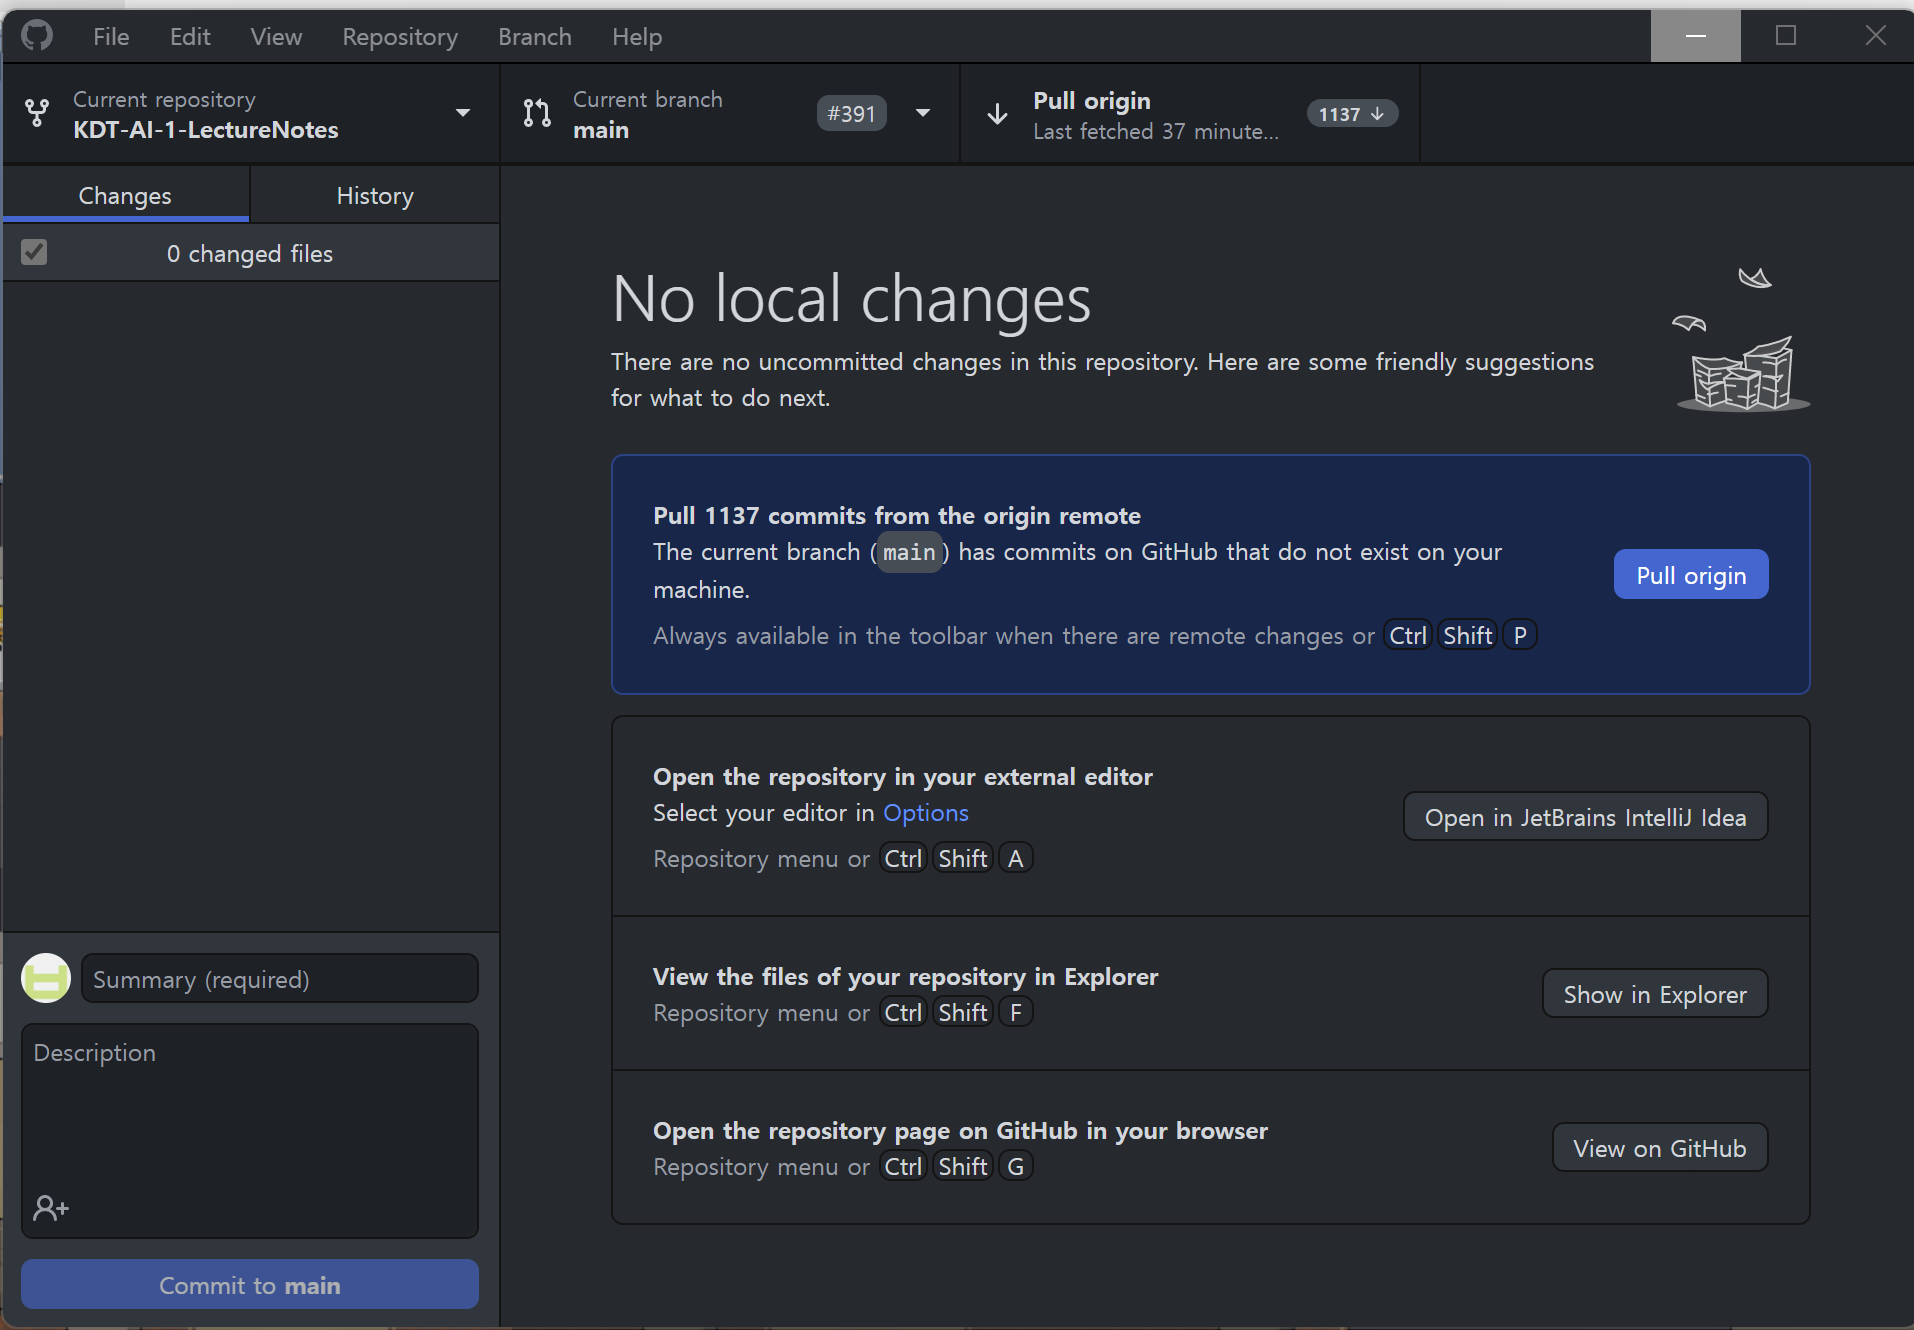 File Edit View Repository Branch Help
Current repository
KDT-AI-1-LectureNotes
Current branch
main
#391
Pull origin
Last fetched 37 minute...
1137
Changes
History
0 changed files
No local changes
There are no uncommitted changes in this repository. Here are some friendly suggestions
for what to do next.
Pull 1137 commits from the origin remote
The current branch (main) has commits on GitHub that do not exist on your
machine.
Always available in the toolbar when there are remote changes or Ctrl Shift P
Pull origin
Open the repository in your external editor
Select your editor in Options
Repository menu or Ctrl Shift A
Open in JetBrains IntelliJ Idea
View the files of your repository in Explorer
Repository menu or Ctrl Shift F
Show in Explorer
Open the repository page on GitHub in your browser
Repository menu or Ctrl Shift G
View on GitHub
Summary (required)
Description
Commit to main